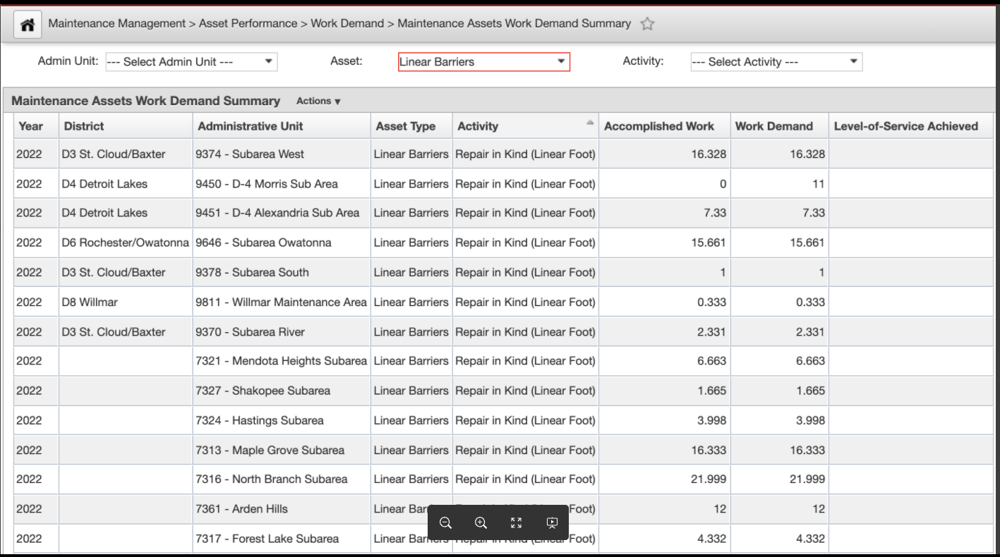 Maintenance Management > Asset Performance > Work Demand > Maintenance Assets Work Demand Summary
Admin Unit: --- Select Admin Unit --- Asset: Linear Barriers Activity: --- Select Activity ---
Maintenance Assets Work Demand Summary Actions
Year District Administrative Unit Asset Type Activity Accomplished Work Work Demand Level-of-Service Achieved
2022 D3 St. Cloud/Baxter 9374 - Subarea West Linear Barriers Repair in Kind (Linear Foot) 16.328 16.328
2022 D4 Detroit Lakes 9450 - D-4 Morris Sub Area Linear Barriers Repair in Kind (Linear Foot) 0 11
2022 D4 Detroit Lakes 9451 - D-4 Alexandria Sub Area Linear Barriers Repair in Kind (Linear Foot) 7.33 7.33
2022 D6 Rochester/Owatonna 9646 - Subarea Owatonna Linear Barriers Repair in Kind (Linear Foot) 15.661 15.661
2022 D3 St. Cloud/Baxter 9378 - Subarea South Linear Barriers Repair in Kind (Linear Foot) 1 1
2022 D8 Willmar 9811 - Willmar Maintenance Area Linear Barriers Repair in Kind (Linear Foot) 0.333 0.333
2022 D3 St. Cloud/Baxter 9370 - Subarea River Linear Barriers Repair in Kind (Linear Foot) 2.331 2.331
2022 7321 - Mendota Heights Subarea Linear Barriers Repair in Kind (Linear Foot) 6.663 6.663
2022 7327 - Shakopee Subarea Linear Barriers Repair in Kind (Linear Foot) 1.665 1.665
2022 7324 - Hastings Subarea Linear Barriers Repair in Kind (Linear Foot) 3.998 3.998
2022 7313 - Maple Grove Subarea Linear Barriers Repair in Kind (Linear Foot) 16.333 16.333
2022 7316 - North Branch Subarea Linear Barriers Repair in Kind (Linear Foot) 21.999 21.999
2022 7361 - Arden Hills Linear Foot) 12 12
2022 7317 - Forest Lake Subarea Linear Foot) 4.332 4.332